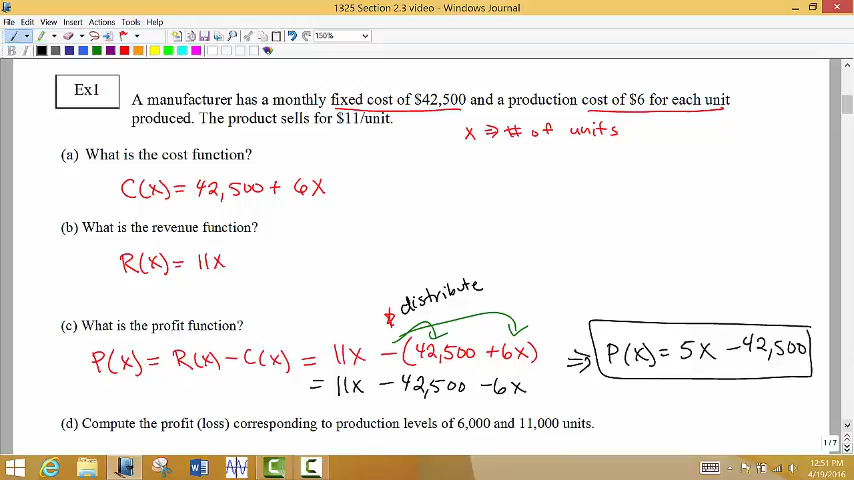 1325 Section 2.3 video - Windows Journal
File Edit View Insert Actions Tools Help
150%
B I
Ex1
A manufacturer has a monthly fixed cost of $42,500 and a production cost of $6 for each unit
produced. The product sells for $11/unit.
x ⇒ # of units
(a) What is the cost function?
C(x) = 42,500 + 6x
(b) What is the revenue function?
R(x) = 11x
* distribute
(c) What is the profit function?
P(x) = R(x) - C(x) = 11x - (42,500 + 6x) ⇒ P(x) = 5x - 42,500
= 11x - 42,500 - 6x
(d) Compute the profit (loss) corresponding to production levels of 6,000 and 11,000 units.
1/7
12:51 PM
4/19/2016